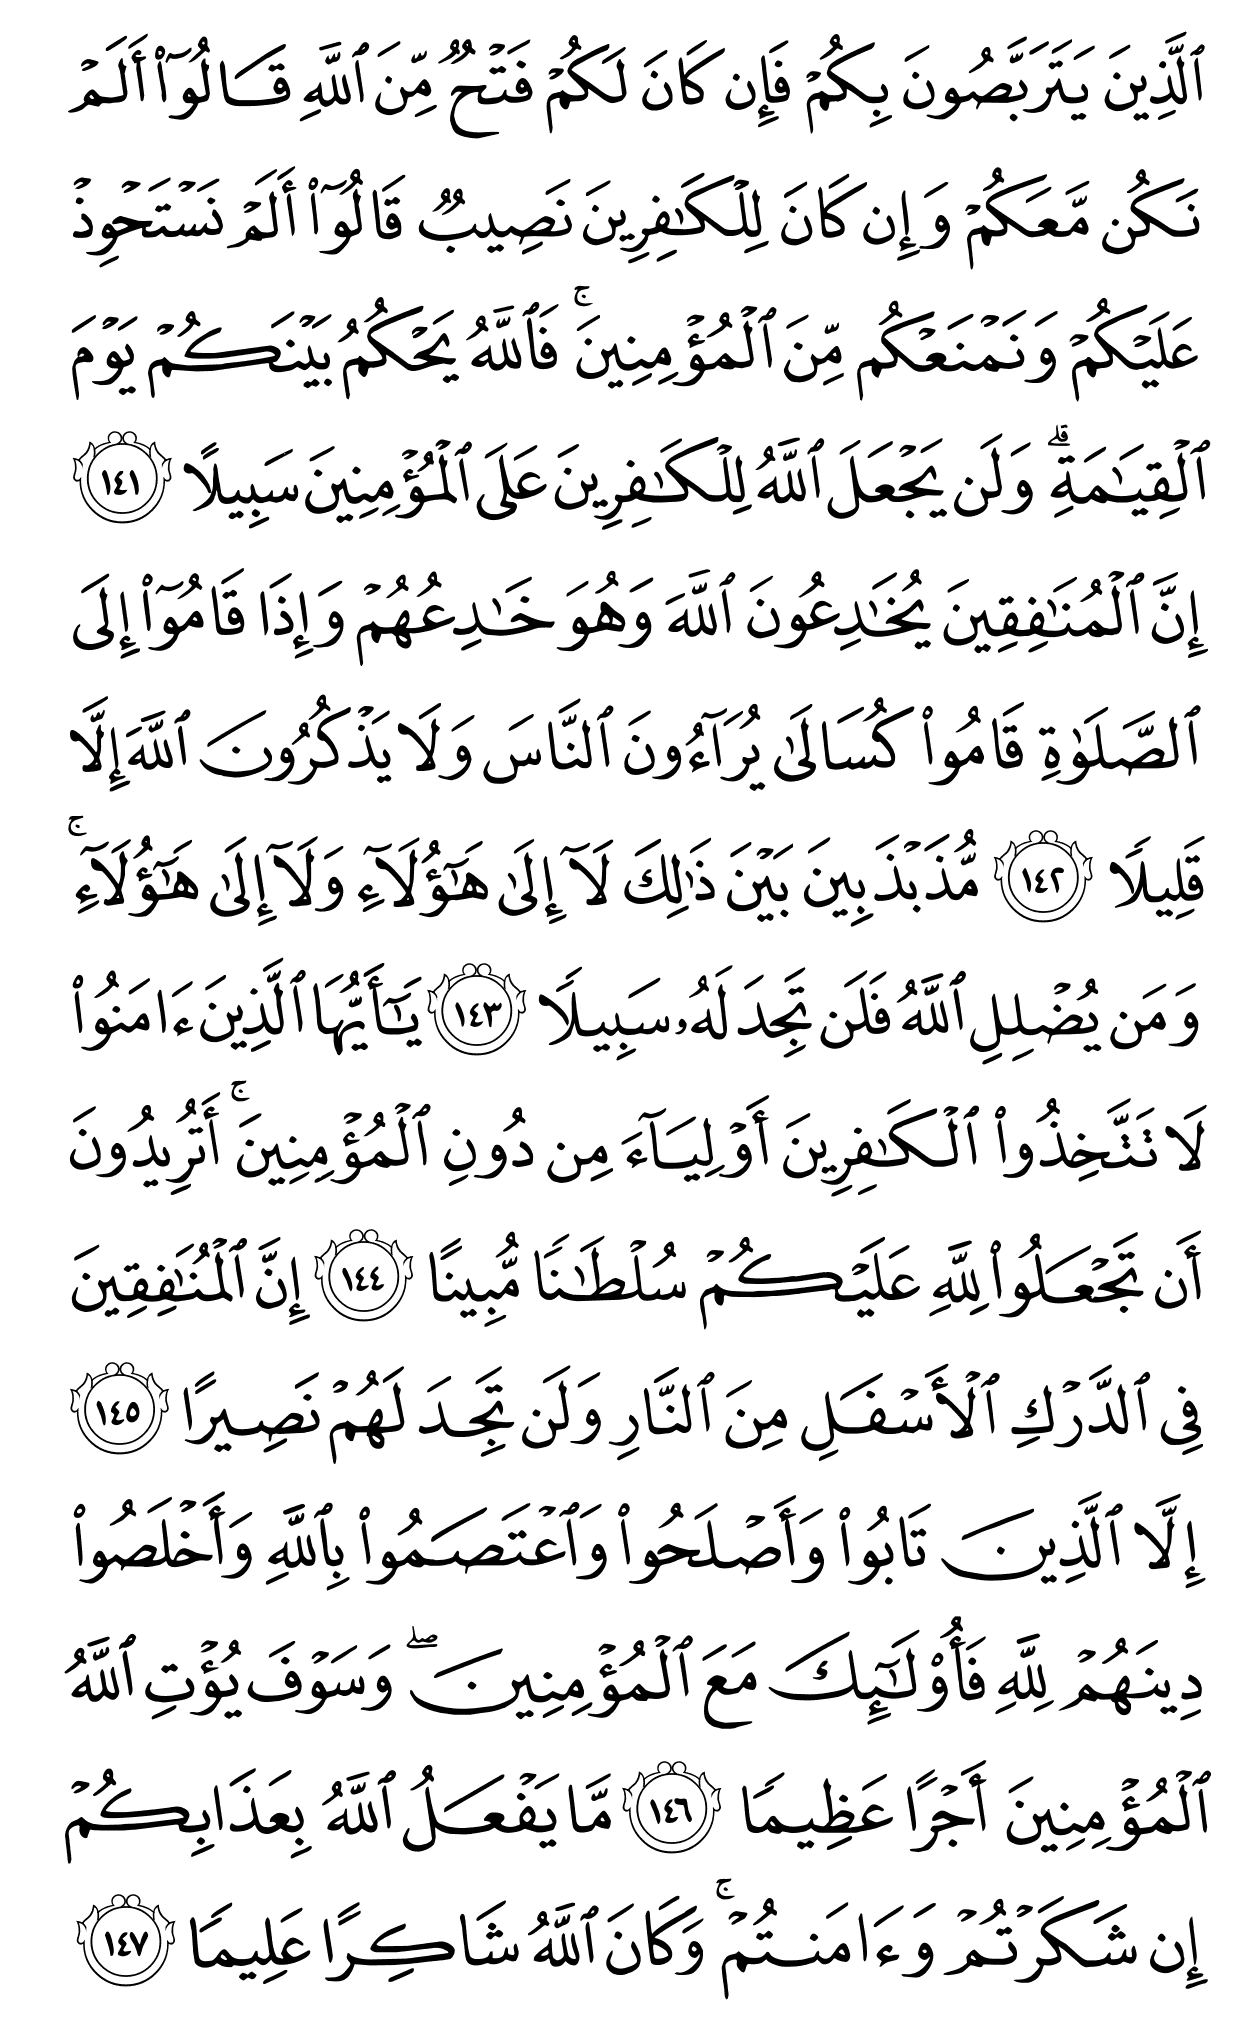 ٱلَّذِينَ يَتَرَبَّصُونَ بِكُمۡ فَإِن كَانَ لَكُمۡ فَتۡحٞ مِّنَ ٱللَّهِ قَالُوٓاْ أَلَمۡ
نَكُن مَّعَكُمۡ وَإِن كَانَ لِلۡكَٰفِرِينَ نَصِيبٞ قَالُوٓاْ أَلَمۡ نَسۡتَحۡوِذۡ
عَلَيۡكُمۡ وَنَمۡنَعۡكُم مِّنَ ٱلۡمُؤۡمِنِينَۚ فَٱللَّهُ يَحۡكُمُ بَيۡنَكُمۡ يَوۡمَ
ٱلۡقِيَٰمَةِۗ وَلَن يَجۡعَلَ ٱللَّهُ لِلۡكَٰفِرِينَ عَلَى ٱلۡمُؤۡمِنِينَ سَبِيلًا ١٤١
إِنَّ ٱلۡمُنَٰفِقِينَ يُخَٰدِعُونَ ٱللَّهَ وَهُوَ خَٰدِعُهُمۡ وَإِذَا قَامُوٓاْ إِلَى
ٱلصَّلَوٰةِ قَامُواْ كُسَالَىٰ يُرَآءُونَ ٱلنَّاسَ وَلَا يَذۡكُرُونَ ٱللَّهَ إِلَّا
قَلِيلٗا ١٤٢ مُّذَبۡذَبِينَ بَيۡنَ ذَٰلِكَ لَآ إِلَىٰ هَٰٓؤُلَآءِ وَلَآ إِلَىٰ هَٰٓؤُلَآءِۚ
وَمَن يُضۡلِلِ ٱللَّهُ فَلَن تَجِدَ لَهُۥ سَبِيلٗا ١٤٣ يَٰٓأَيُّهَا ٱلَّذِينَ ءَامَنُواْ
لَا تَتَّخِذُواْ ٱلۡكَٰفِرِينَ أَوۡلِيَآءَ مِن دُونِ ٱلۡمُؤۡمِنِينَۚ أَتُرِيدُونَ
أَن تَجۡعَلُواْ لِلَّهِ عَلَيۡكُمۡ سُلۡطَٰنٗا مُّبِينًا ١٤٤ إِنَّ ٱلۡمُنَٰفِقِينَ
فِي ٱلدَّرۡكِ ٱلۡأَسۡفَلِ مِنَ ٱلنَّارِ وَلَن تَجِدَ لَهُمۡ نَصِيرًا ١٤٥
إِلَّا ٱلَّذِينَ تَابُواْ وَأَصۡلَحُواْ وَٱعۡتَصَمُواْ بِٱللَّهِ وَأَخۡلَصُواْ
دِينَهُمۡ لِلَّهِ فَأُوْلَٰٓئِكَ مَعَ ٱلۡمُؤۡمِنِينَۖ وَسَوۡفَ يُؤۡتِ ٱللَّهُ
ٱلۡمُؤۡمِنِينَ أَجۡرًا عَظِيمٗا ١٤٦ مَّا يَفۡعَلُ ٱللَّهُ بِعَذَابِكُمۡ
إِن شَكَرۡتُمۡ وَءَامَنتُمۡۚ وَكَانَ ٱللَّهُ شَاكِرًا عَلِيمٗا ١٤٧